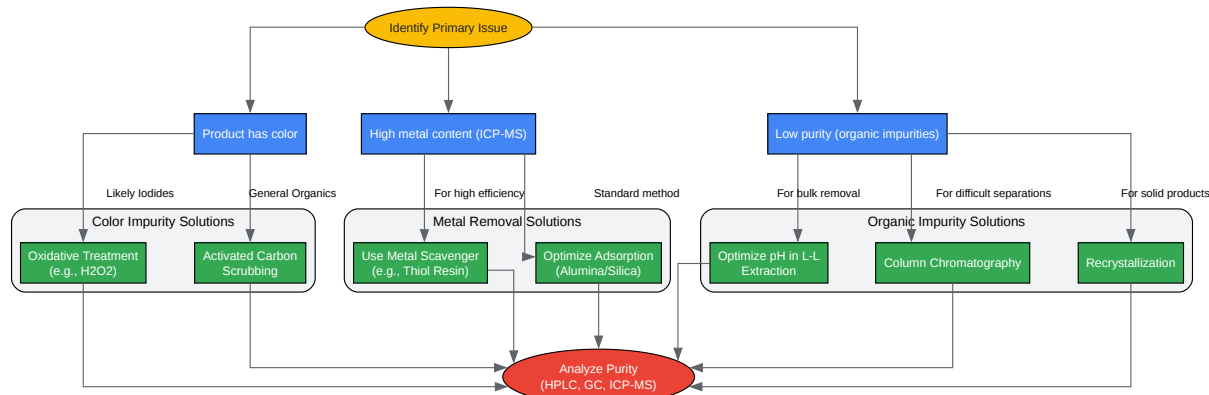 Identify Primary Issue
Product has color
High metal content (ICP-MS)
Low purity (organic impurities)
Likely Iodides
General Organics
For high efficiency
Standard method
For bulk removal
For difficult separations
For solid products
Color Impurity Solutions
Metal Removal Solutions
Organic Impurity Solutions
Oxidative Treatment
(e.g., H2O2)
Activated Carbon
Scrubbing
Use Metal Scavenger
(e.g., Thiol Resin)
Optimize Adsorption
(Alumina/Silica)
Optimize pH in L-L
Extraction
Column Chromatography
Recrystallization
Analyze Purity
(HPLC, GC, ICP-MS)